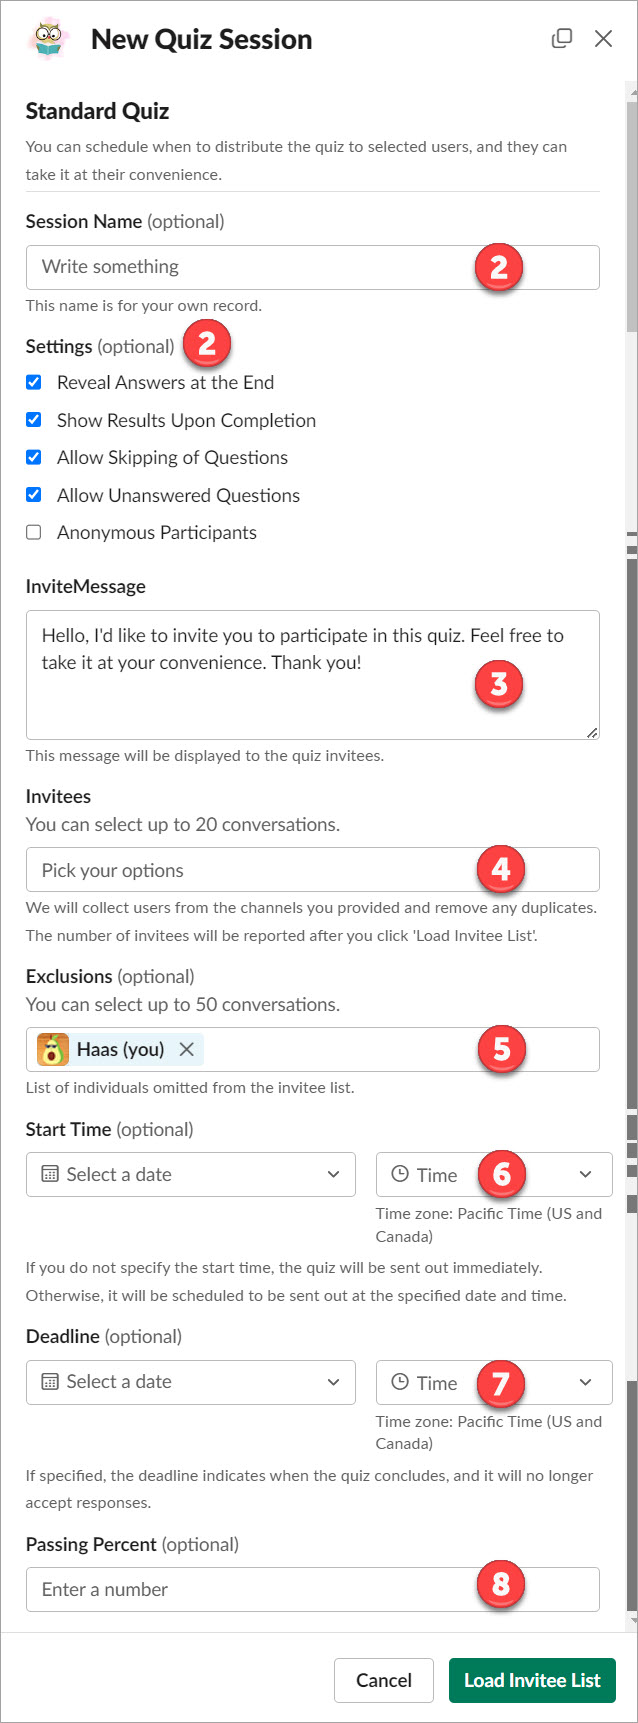 New Quiz Session
Standard Quiz
You can schedule when to distribute the quiz to selected users, and they can
take it at their convenience.
Session Name (optional)
Write something 2
This name is for your own record.
Settings (optional) 2
Reveal Answers at the End
Show Results Upon Completion
Allow Skipping of Questions
Allow Unanswered Questions
Anonymous Participants
InviteMessage
Hello, I'd like to invite you to participate in this quiz. Feel free to
take it at your convenience. Thank you!
3
This message will be displayed to the quiz invitees.
Invitees
You can select up to 20 conversations.
Pick your options 4
We will collect users from the channels you provided and remove any duplicates.
The number of invitees will be reported after you click 'Load Invitee List'.
Exclusions (optional)
You can select up to 50 conversations.
Haas (you) 5
List of individuals omitted from the invitee list.
Start Time (optional)
Select a date Time 6
Time zone: Pacific Time (US and
Canada)
If you do not specify the start time, the quiz will be sent out immediately.
Otherwise, it will be scheduled to be sent out at the specified date and time.
Deadline (optional)
Select a date Time 7
Time zone: Pacific Time (US and
Canada)
If specified, the deadline indicates when the quiz concludes, and it will no longer
accept responses.
Passing Percent (optional)
Enter a number 8
Cancel Load Invitee List